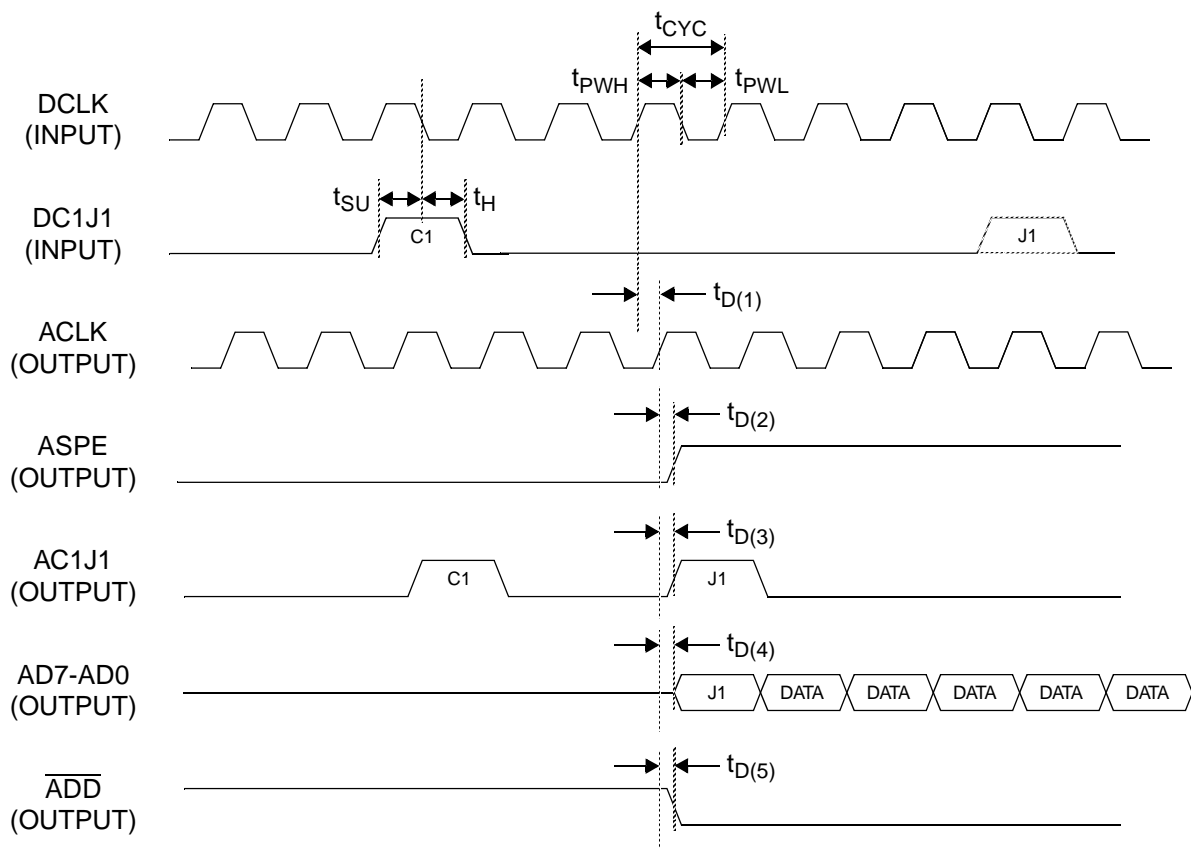 tCYC
tPWH
tPWL
DCLK
(INPUT)
tSU
tH
DC1J1
(INPUT)
C1
J1
tD(1)
ACLK
(OUTPUT)
tD(2)
ASPE
(OUTPUT)
tD(3)
AC1J1
(OUTPUT)
C1
J1
tD(4)
AD7-AD0
(OUTPUT)
J1 DATA DATA DATA DATA DATA
tD(5)
ADD
(OUTPUT)